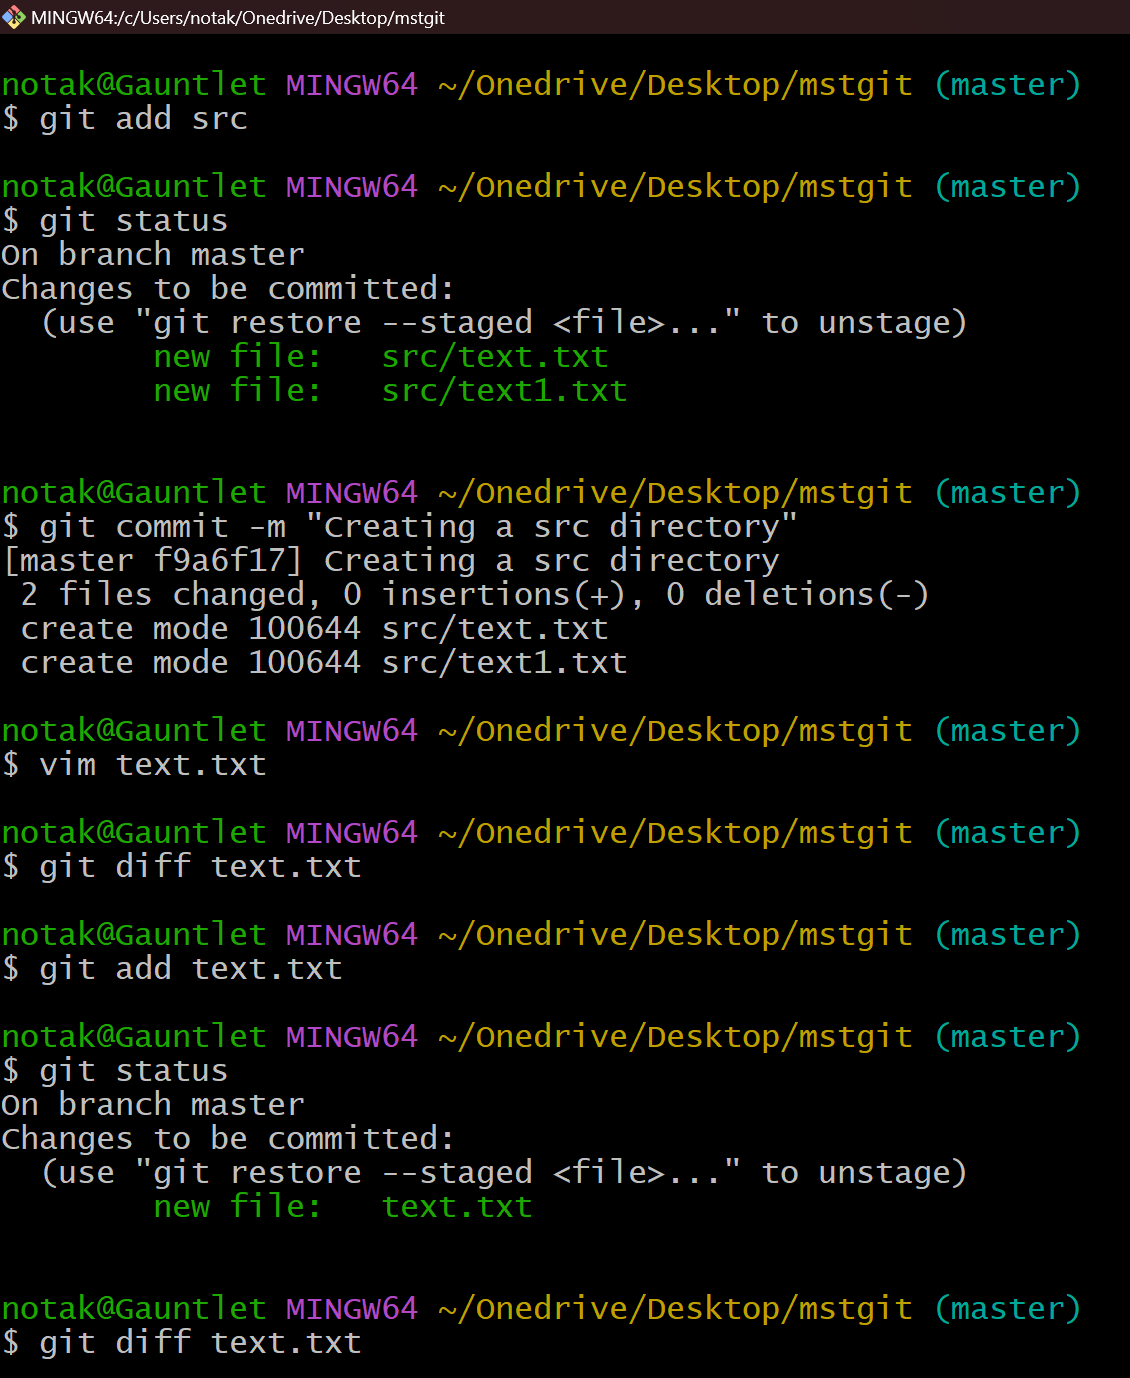 MINGW64:/c/Users/notak/Onedrive/Desktop/mstgit
notak@Gauntlet MINGW64 ~/Onedrive/Desktop/mstgit (master)
$ git add src
notak@Gauntlet MINGW64 ~/Onedrive/Desktop/mstgit (master)
$ git status
On branch master
Changes to be committed:
  (use "git restore --staged <file>..." to unstage)
        new file:   src/text.txt
        new file:   src/text1.txt
notak@Gauntlet MINGW64 ~/Onedrive/Desktop/mstgit (master)
$ git commit -m "Creating a src directory"
[master f9a6f17] Creating a src directory
 2 files changed, 0 insertions(+), 0 deletions(-)
 create mode 100644 src/text.txt
 create mode 100644 src/text1.txt
notak@Gauntlet MINGW64 ~/Onedrive/Desktop/mstgit (master)
$ vim text.txt
notak@Gauntlet MINGW64 ~/Onedrive/Desktop/mstgit (master)
$ git diff text.txt
notak@Gauntlet MINGW64 ~/Onedrive/Desktop/mstgit (master)
$ git add text.txt
notak@Gauntlet MINGW64 ~/Onedrive/Desktop/mstgit (master)
$ git status
On branch master
Changes to be committed:
  (use "git restore --staged <file>..." to unstage)
        new file:   text.txt
notak@Gauntlet MINGW64 ~/Onedrive/Desktop/mstgit (master)
$ git diff text.txt